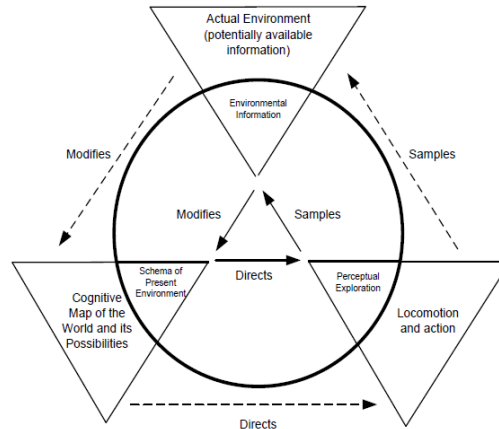 Actual Environment
(potentially available
information)
Environmental
Information
Modifies
Samples
Modifies
Samples
Schema of
Present
Environment
Directs
Perceptual
Exploration
Cognitive
Map of the
World and its
Possibilities
Locomotion
and action
Directs